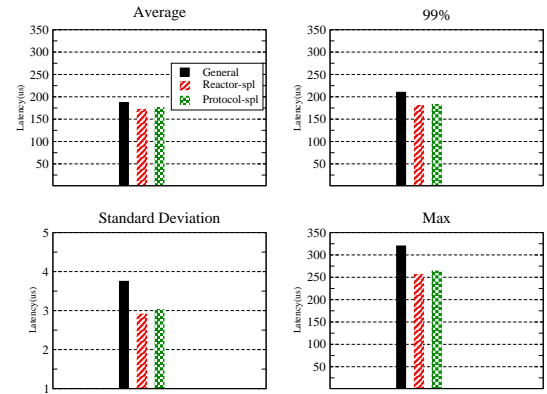 Average
350
300
250
200
150
100
50
Latency(us)
General
Reactor-spl
Protocol-spl
99%
350
300
250
200
150
100
50
Latency(us)
Standard Deviation
5
4
3
2
1
Latency(us)
Max
350
300
250
200
150
100
50
Latency(us)